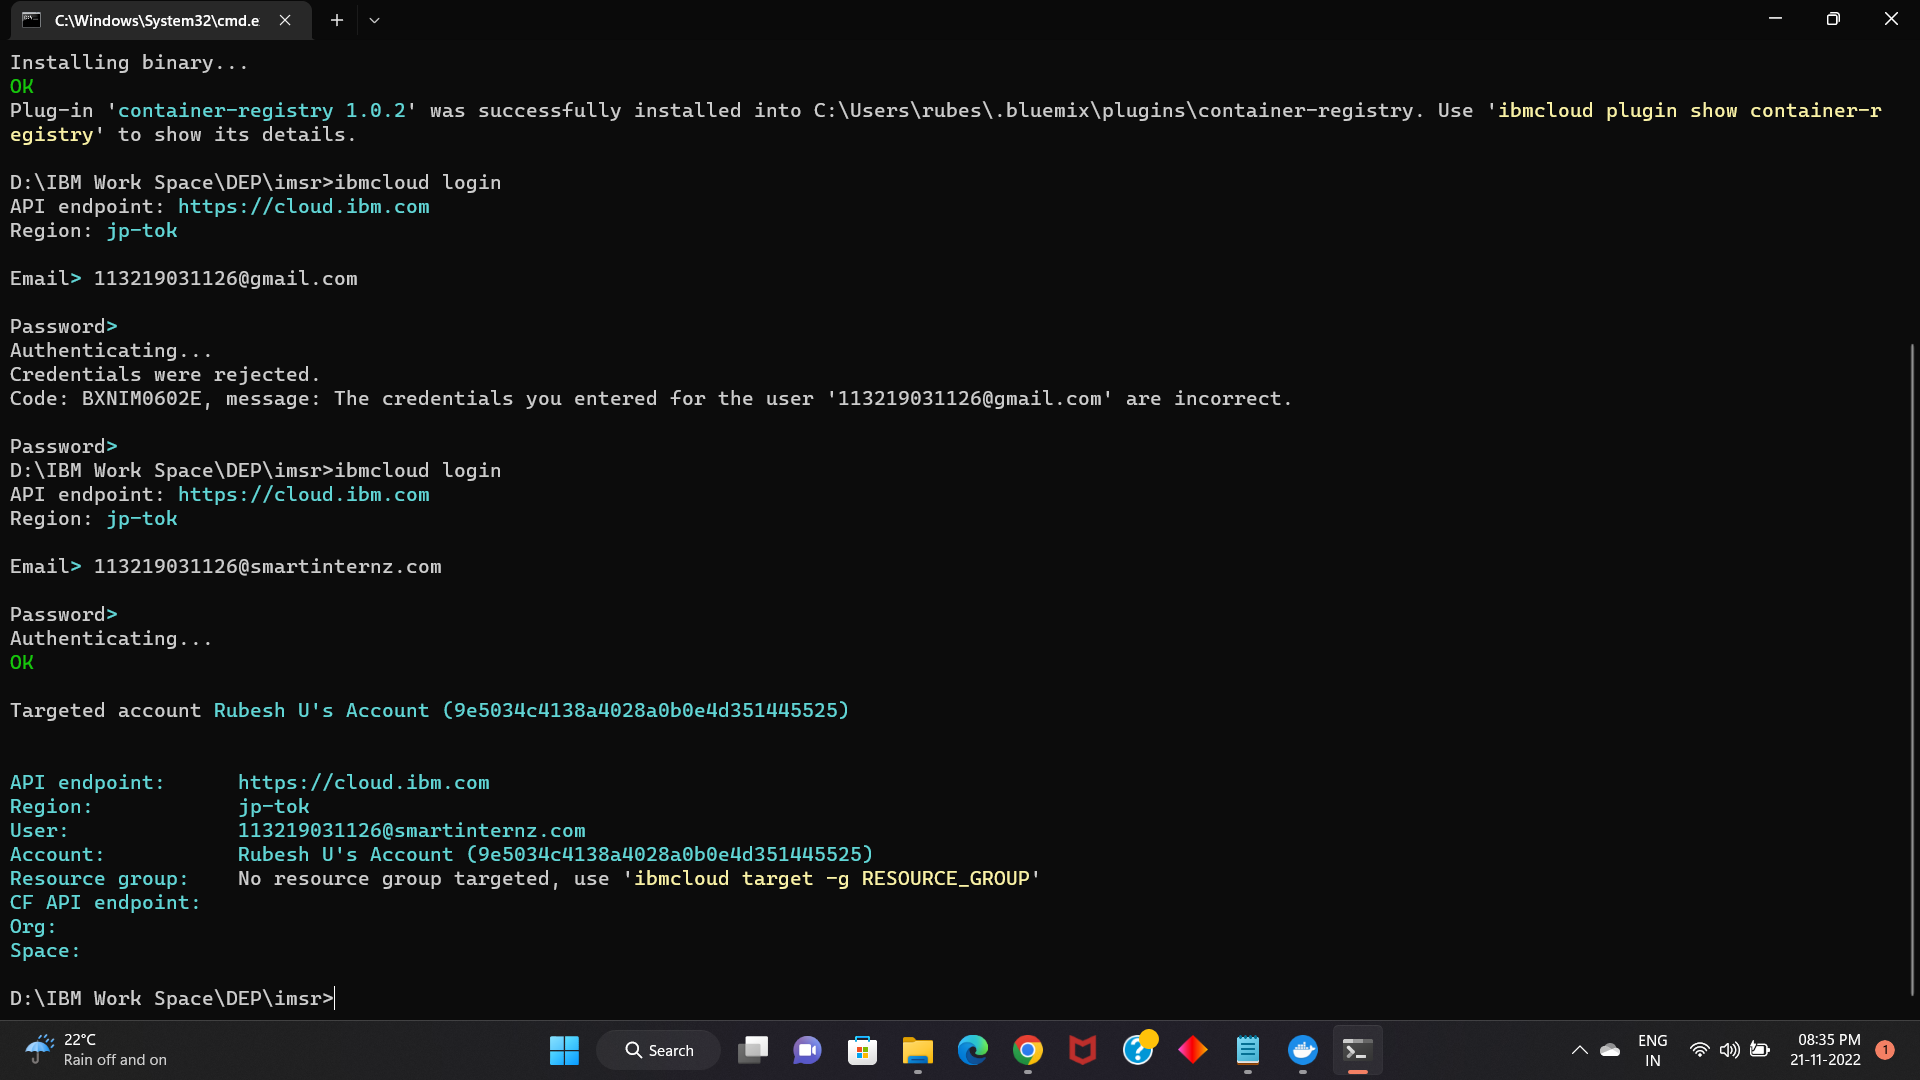 C:\Windows\System32\cmd.e
Installing binary...
OK
Plug-in 'container-registry 1.0.2' was successfully installed into C:\Users\rubes\.bluemix\plugins\container-registry. Use 'ibmcloud plugin show container-r
egistry' to show its details.
D:\IBM Work Space\DEP\imsr>ibmcloud login
API endpoint: https://cloud.ibm.com
Region: jp-tok
Email> 113219031126@gmail.com
Password>
Authenticating...
Credentials were rejected.
Code: BXNIM0602E, message: The credentials you entered for the user '113219031126@gmail.com' are incorrect.
Password>
D:\IBM Work Space\DEP\imsr>ibmcloud login
API endpoint: https://cloud.ibm.com
Region: jp-tok
Email> 113219031126@smartinternz.com
Password>
Authenticating...
OK
Targeted account Rubesh U's Account (9e5034c4138a4028a0b0e4d351445525)
API endpoint: https://cloud.ibm.com
Region: jp-tok
User: 113219031126@smartinternz.com
Account: Rubesh U's Account (9e5034c4138a4028a0b0e4d351445525)
Resource group: No resource group targeted, use 'ibmcloud target -g RESOURCE_GROUP'
CF API endpoint:
Org:
Space:
D:\IBM Work Space\DEP\imsr>
22°C
Rain off and on
Search
ENG
IN
08:35 PM
21-11-2022
1